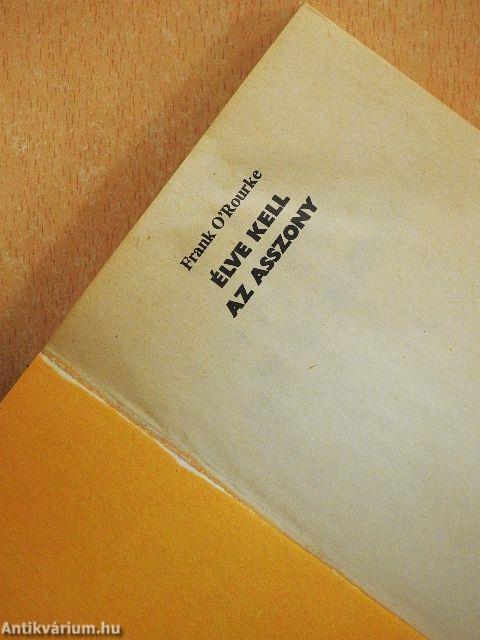 Frank O'Rourke
ÉLVE KELL
AZ ASSZONY
Antikvárium.hu